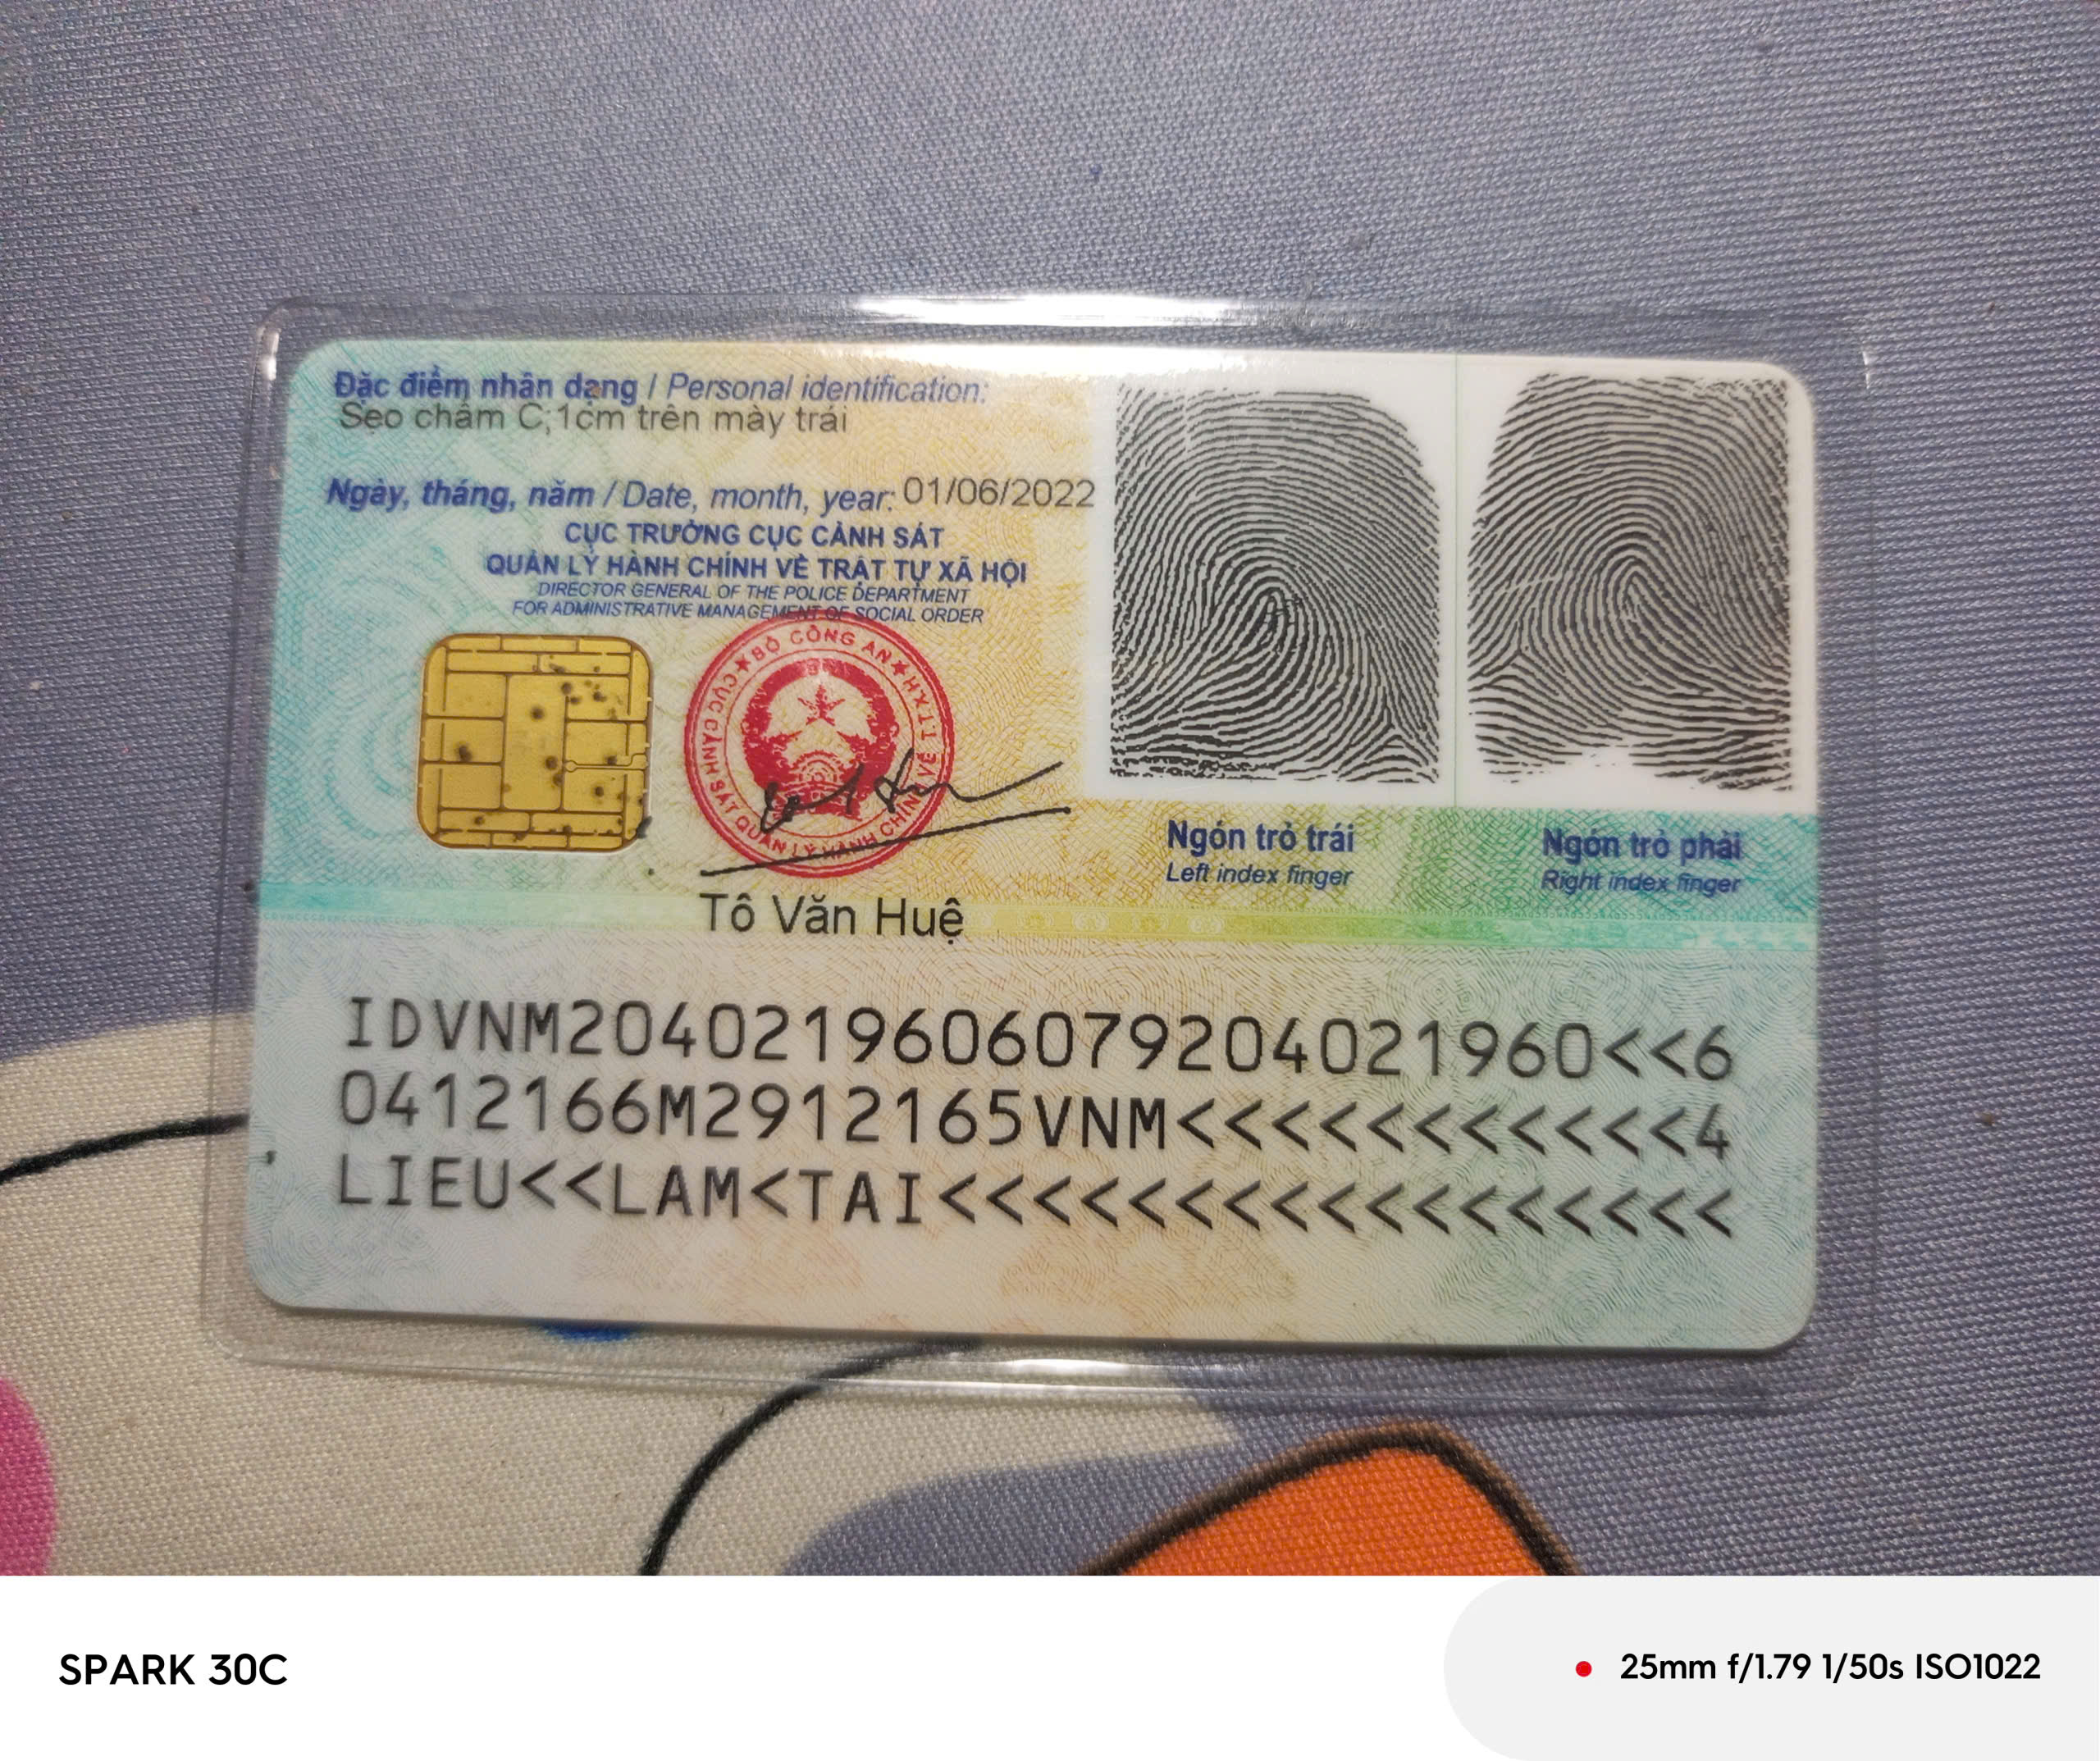 Đặc điểm nhân dạng / Personal identification:
Sẹo chấm C;1cm trên mày trái
Ngày, tháng, năm / Date, month, year: 01/06/2022
CỤC TRƯỞNG CỤC CẢNH SÁT
QUẢN LÝ HÀNH CHÍNH VỀ TRẬT TỰ XÃ HỘI
DIRECTOR GENERAL OF THE POLICE DEPARTMENT
FOR ADMINISTRATIVE MANAGEMENT OF SOCIAL ORDER
BỘ CÔNG AN
CỤC CẢNH SÁT QUẢN LÝ HÀNH CHÍNH VỀ TTXH
Tô Văn Huệ
Ngón trỏ trái
Left index finger
Ngón trỏ phải
Right index finger
IDVNM2040219606079204021960<<6
0412166M2912165VNM<<<<<<<<<<<4
LIEU<<LAM<TAI<<<<<<<<<<<<<<<<<
SPARK 30C
25mm f/1.79 1/50s ISO1022